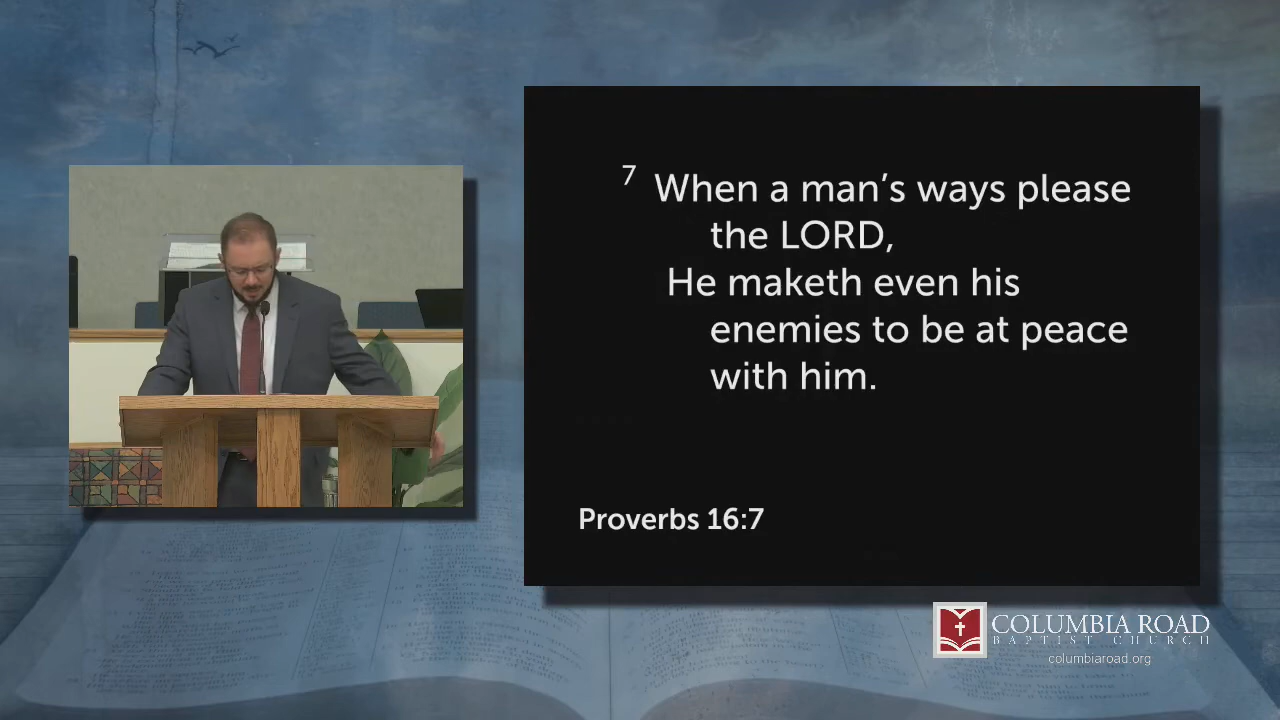 7 When a man’s ways please
the LORD,
He maketh even his
enemies to be at peace
with him.
Proverbs 16:7
COLUMBIA ROAD
BAPTIST CHURCH
columbiaroad.org